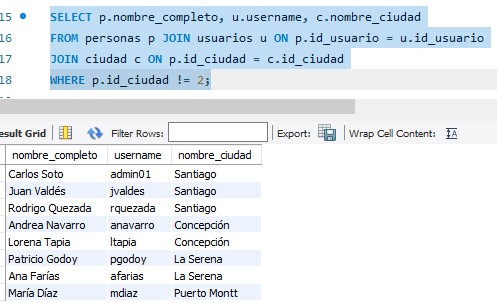 15 SELECT p.nombre_completo, u.username, c.nombre_ciudad
16 FROM personas p JOIN usuarios u ON p.id_usuario = u.id_usuario
17 JOIN ciudad c ON p.id_ciudad = c.id_ciudad
18 WHERE p.id_ciudad != 2;
Result Grid Filter Rows: Export: Wrap Cell Content: IA
nombre_completo username nombre_ciudad
Carlos Soto admin01 Santiago
Juan Valdés jvaldes Santiago
Rodrigo Quezada rquezada Santiago
Andrea Navarro anavarro Concepción
Lorena Tapia ltapia Concepción
Patricio Godoy pgodoy La Serena
Ana Farías afarias La Serena
María Díaz mdiaz Puerto Montt